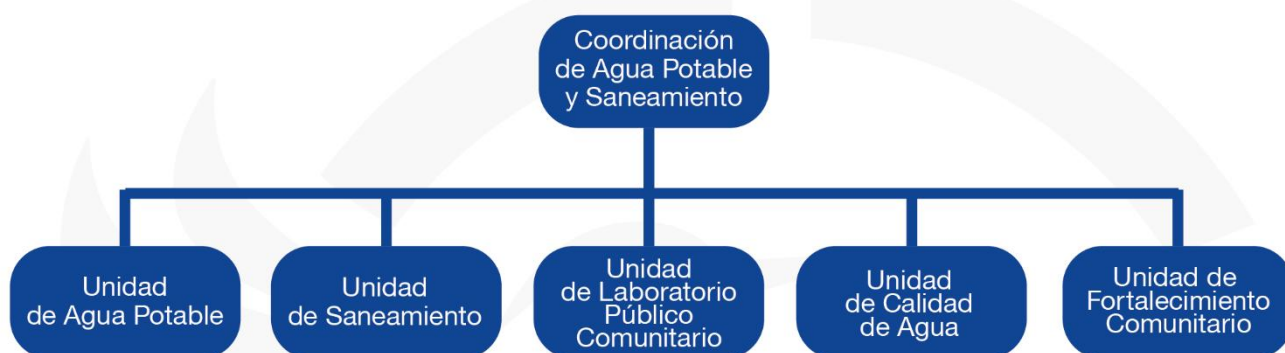 Coordinación
de Agua Potable
y Saneamiento
Unidad
de Agua Potable
Unidad
de Saneamiento
Unidad
de Laboratorio
Público
Comunitario
Unidad
de Calidad
de Agua
Unidad de
Fortalecimiento
Comunitario